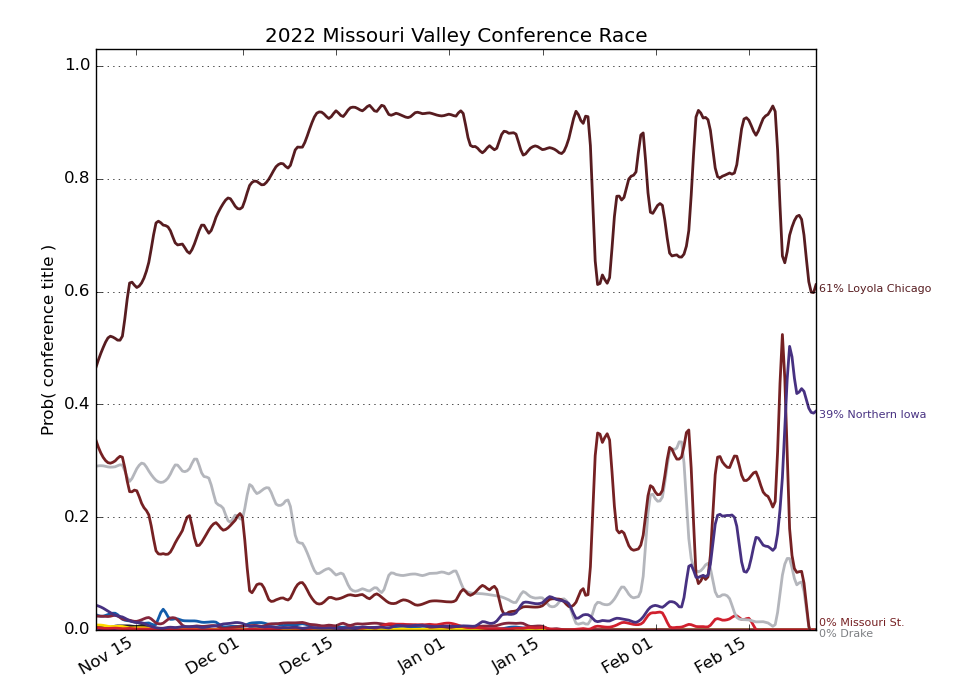 2022 Missouri Valley Conference Race
1.0
0.8
0.6
0.4
0.2
0.0
Prob( conference title )
61% Loyola Chicago
39% Northern Iowa
0% Missouri St.
0% Drake
Nov 15
Dec 01
Dec 15
Jan 01
Jan 15
Feb 01
Feb 15